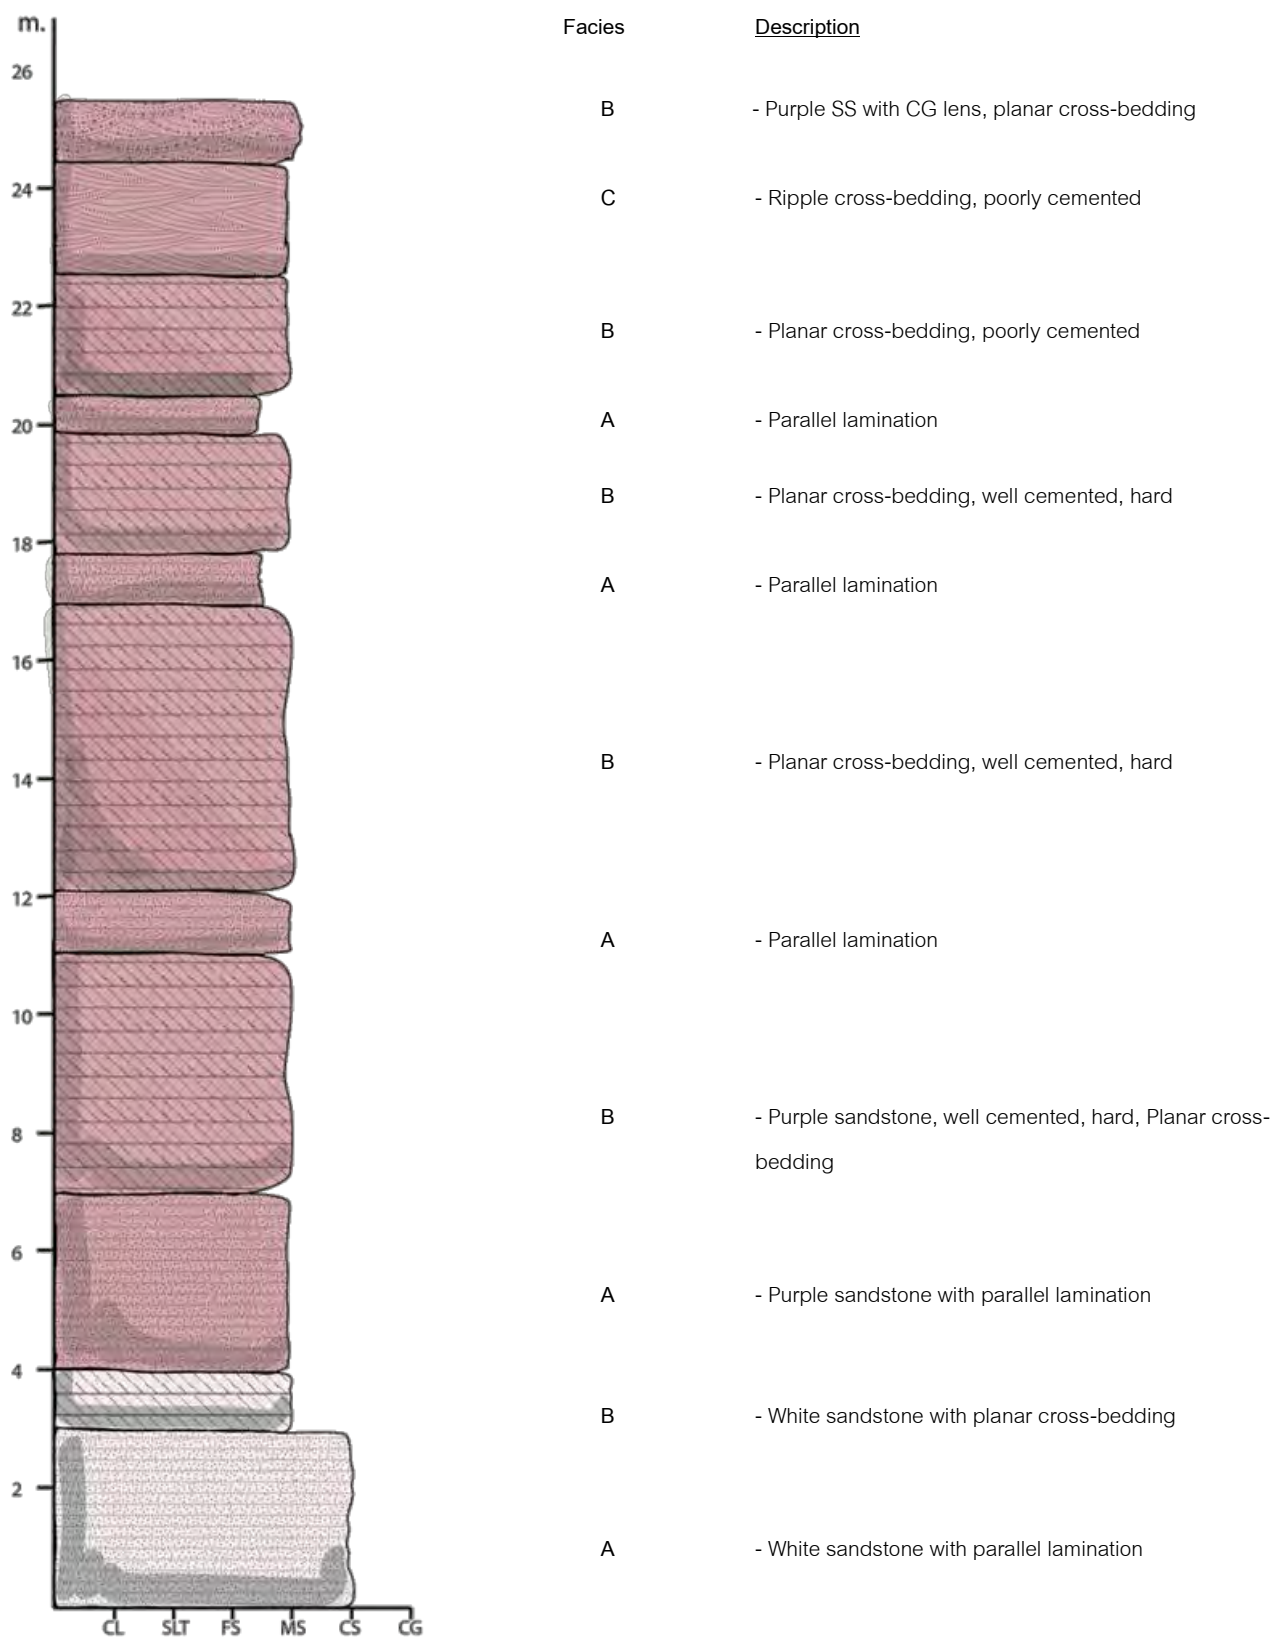 m.
Facies
Description
26
B
- Purple SS with CG lens, planar cross-bedding
24
C
- Ripple cross-bedding, poorly cemented
22
B
- Planar cross-bedding, poorly cemented
20
A
- Parallel lamination
B
- Planar cross-bedding, well cemented, hard
18
A
- Parallel lamination
16
B
- Planar cross-bedding, well cemented, hard
14
12
A
- Parallel lamination
10
B
- Purple sandstone, well cemented, hard, Planar cross-
bedding
8
6
A
- Purple sandstone with parallel lamination
4
B
- White sandstone with planar cross-bedding
2
A
- White sandstone with parallel lamination
CL SLT FS MS CS CG